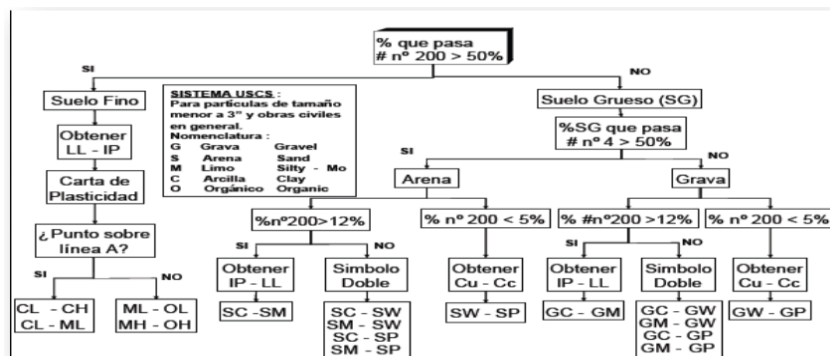 % que pasa
# nº 200 > 50%
SI
NO
Suelo Fino
SISTEMA USCS :
Para partículas de tamaño
menor a 3" y obras civiles
en general.
Nomenclatura :
G Grava Gravel
S Arena Sand
M Limo Silty - Mo
C Arcilla Clay
O Orgánico Organic
Suelo Grueso (SG)
Obtener
LL - IP
%SG que pasa
# nº 4 > 50%
SI
NO
Carta de
Plasticidad
Arena
Grava
¿Punto sobre
línea A?
%nº200>12%
% nº 200 < 5%
% #nº200 >12%
% nº 200 < 5%
SI
NO
SI
NO
SI
NO
CL - CH
CL - ML
ML - OL
MH - OH
Obtener
IP - LL
Simbolo
Doble
Obtener
Cu - Cc
Obtener
IP - LL
Simbolo
Doble
Obtener
Cu - Cc
SC -SM
SC - SW
SM - SW
SC - SP
SM - SP
SW - SP
GC - GM
GC - GW
GM - GW
GC - GP
GM - GP
GW - GP